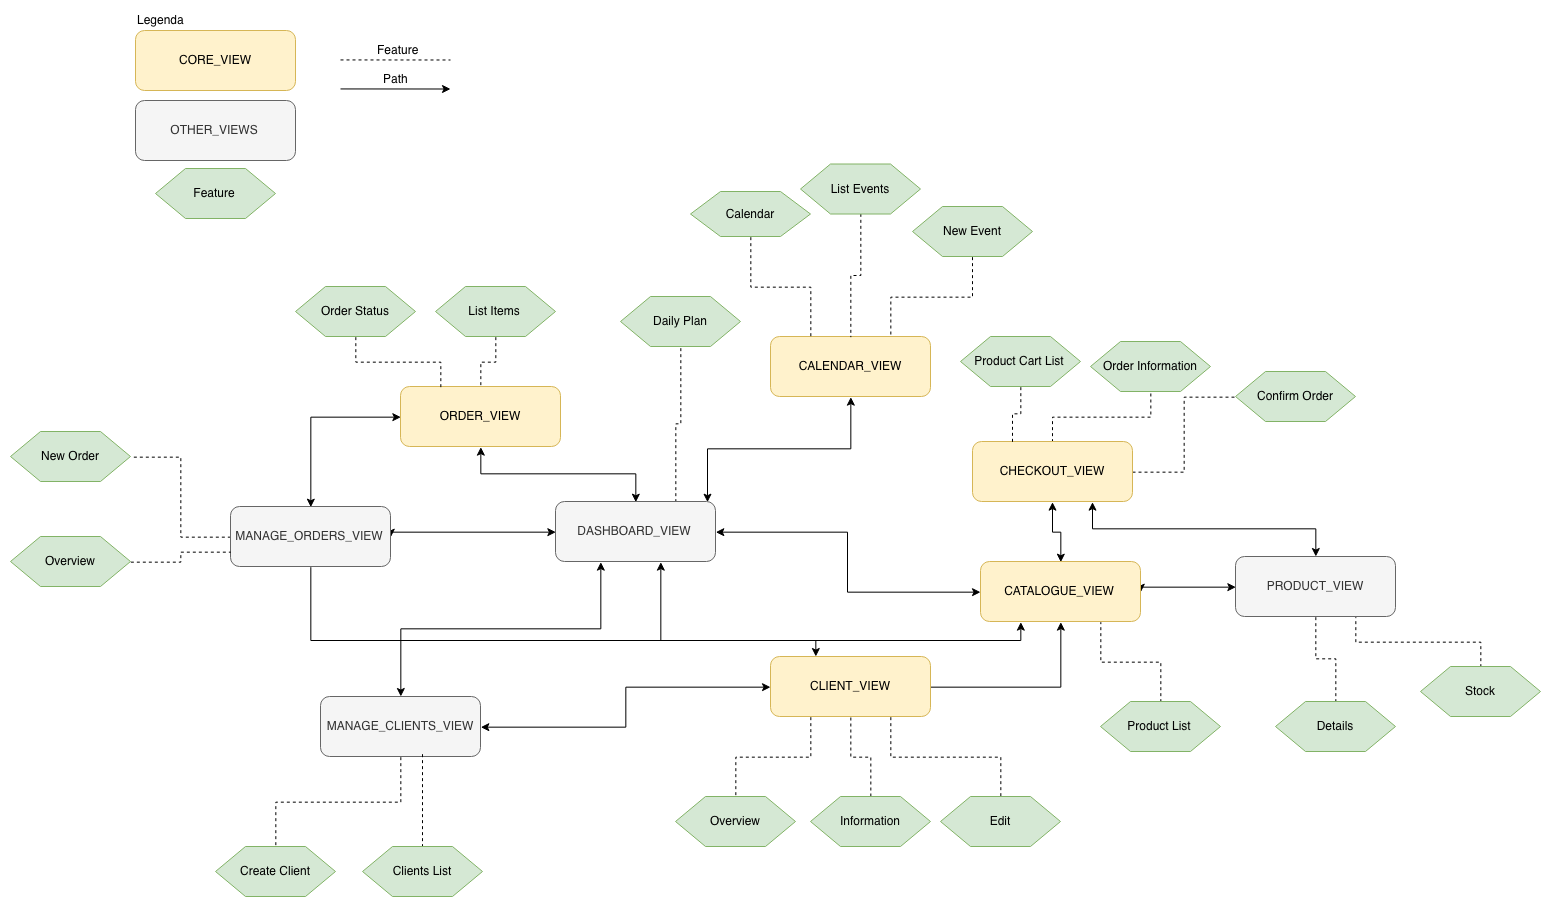 Legenda
CORE_VIEW
Feature
Path
OTHER_VIEWS
Feature
List Events
Calendar
New Event
Order Status
List Items
Daily Plan
CALENDAR_VIEW
Product Cart List
Order Information
Confirm Order
ORDER_VIEW
New Order
CHECKOUT_VIEW
MANAGE_ORDERS_VIEW
DASHBOARD_VIEW
Overview
CATALOGUE_VIEW
PRODUCT_VIEW
CLIENT_VIEW
Stock
MANAGE_CLIENTS_VIEW
Product List
Details
Overview
Information
Edit
Create Client
Clients List